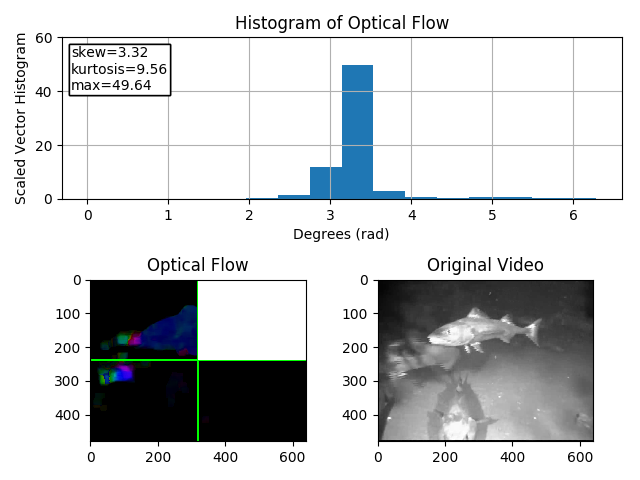 Histogram of Optical Flow
skew=3.32
kurtosis=9.56
max=49.64
Scaled Vector Histogram
60
40
20
0
0 1 2 3 4 5 6
Degrees (rad)
Optical Flow
0
100
200
300
400
0 200 400 600
Original Video
0
100
200
300
400
0 200 400 600